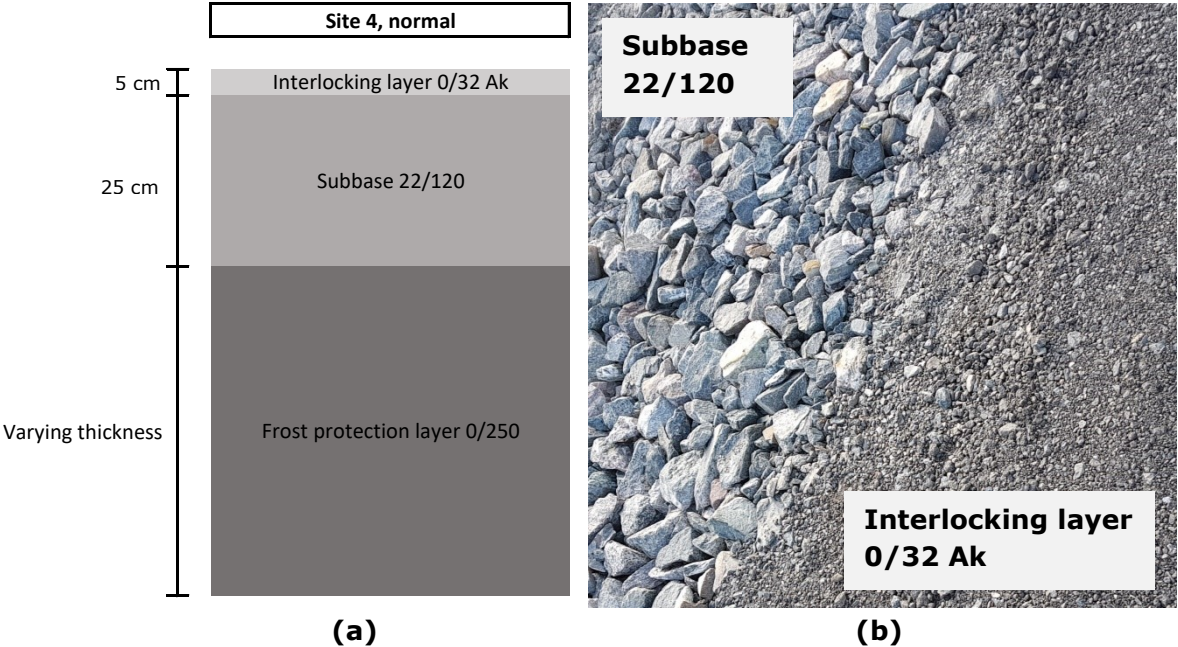 Site 4, normal
5 cm
Interlocking layer 0/32 Ak
25 cm
Subbase 22/120
Varying thickness
Frost protection layer 0/250
(a)
Subbase
22/120
Interlocking layer
0/32 Ak
(b)